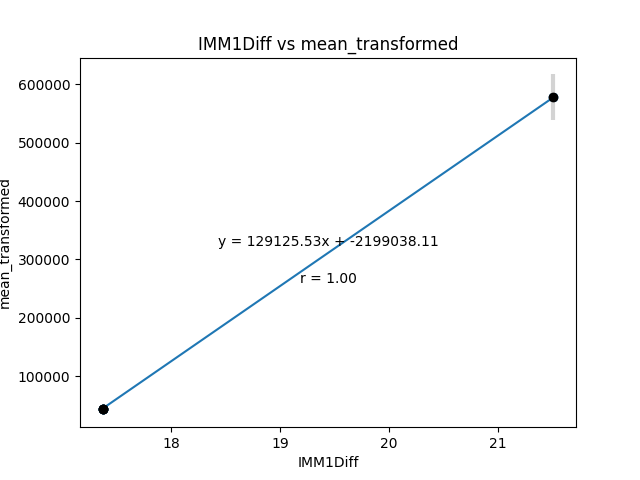 IMM1Diff vs mean_transformed
600000
500000
400000
300000
200000
100000
mean_transformed
y = 129125.53x + -2199038.11
r = 1.00
18 19 20 21
IMM1Diff